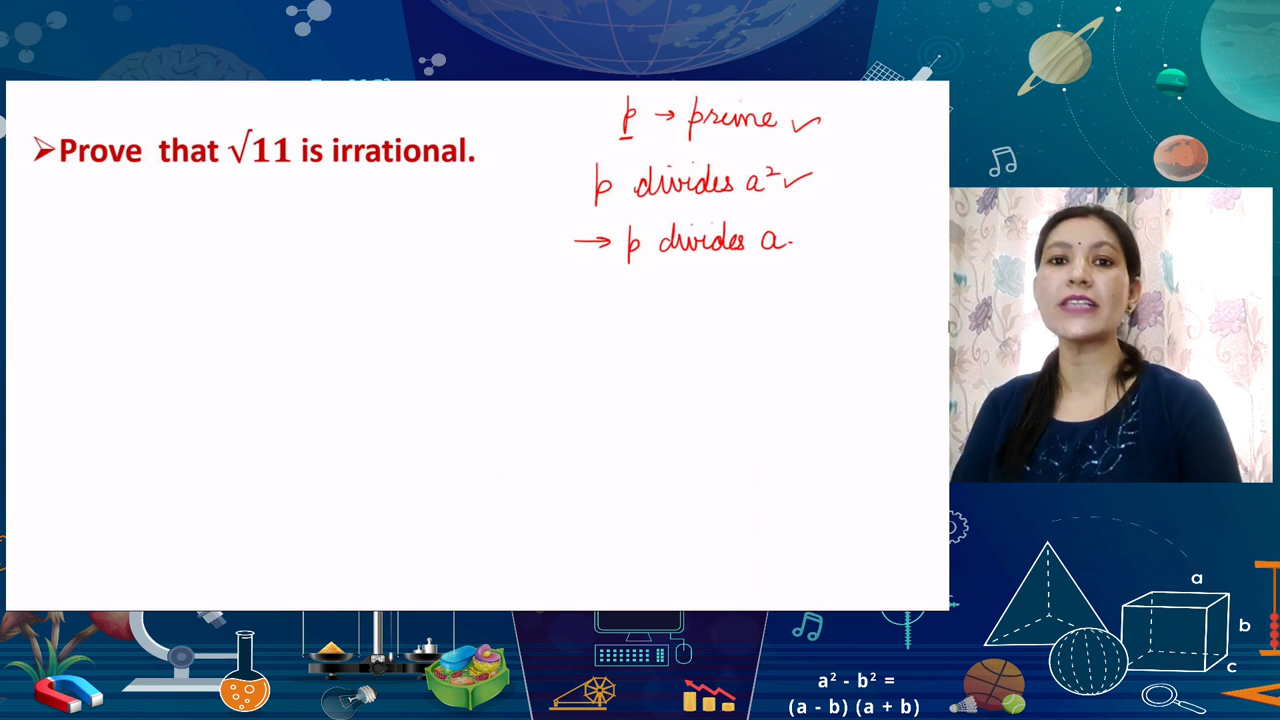 ➢Prove that √11 is irrational.
p → prime ✓
p divides a² ✓
→ p divides a.
a
b
c
a² - b² =
(a - b) (a + b)